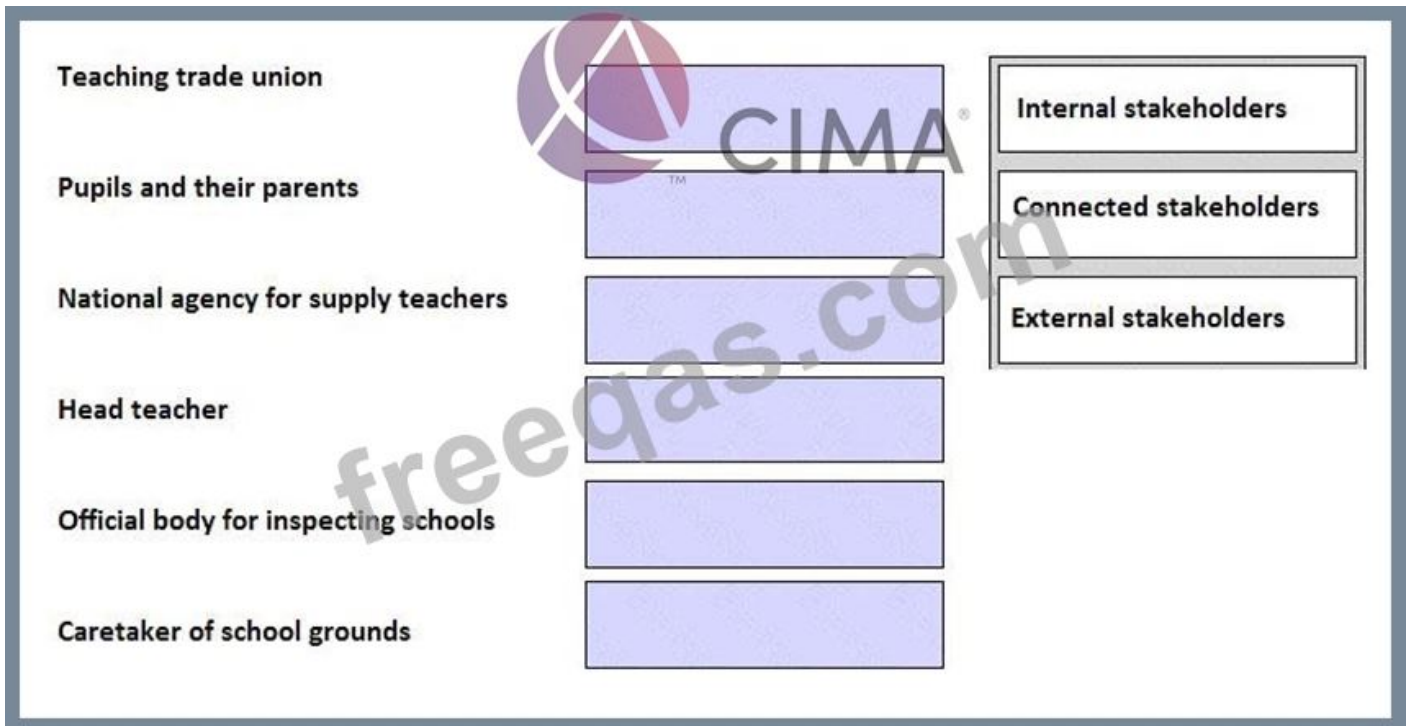 Teaching trade union
CIMA®
TM
Internal stakeholders
Pupils and their parents
Connected stakeholders
National agency for supply teachers
External stakeholders
freeqas.com
Head teacher
Official body for inspecting schools
Caretaker of school grounds